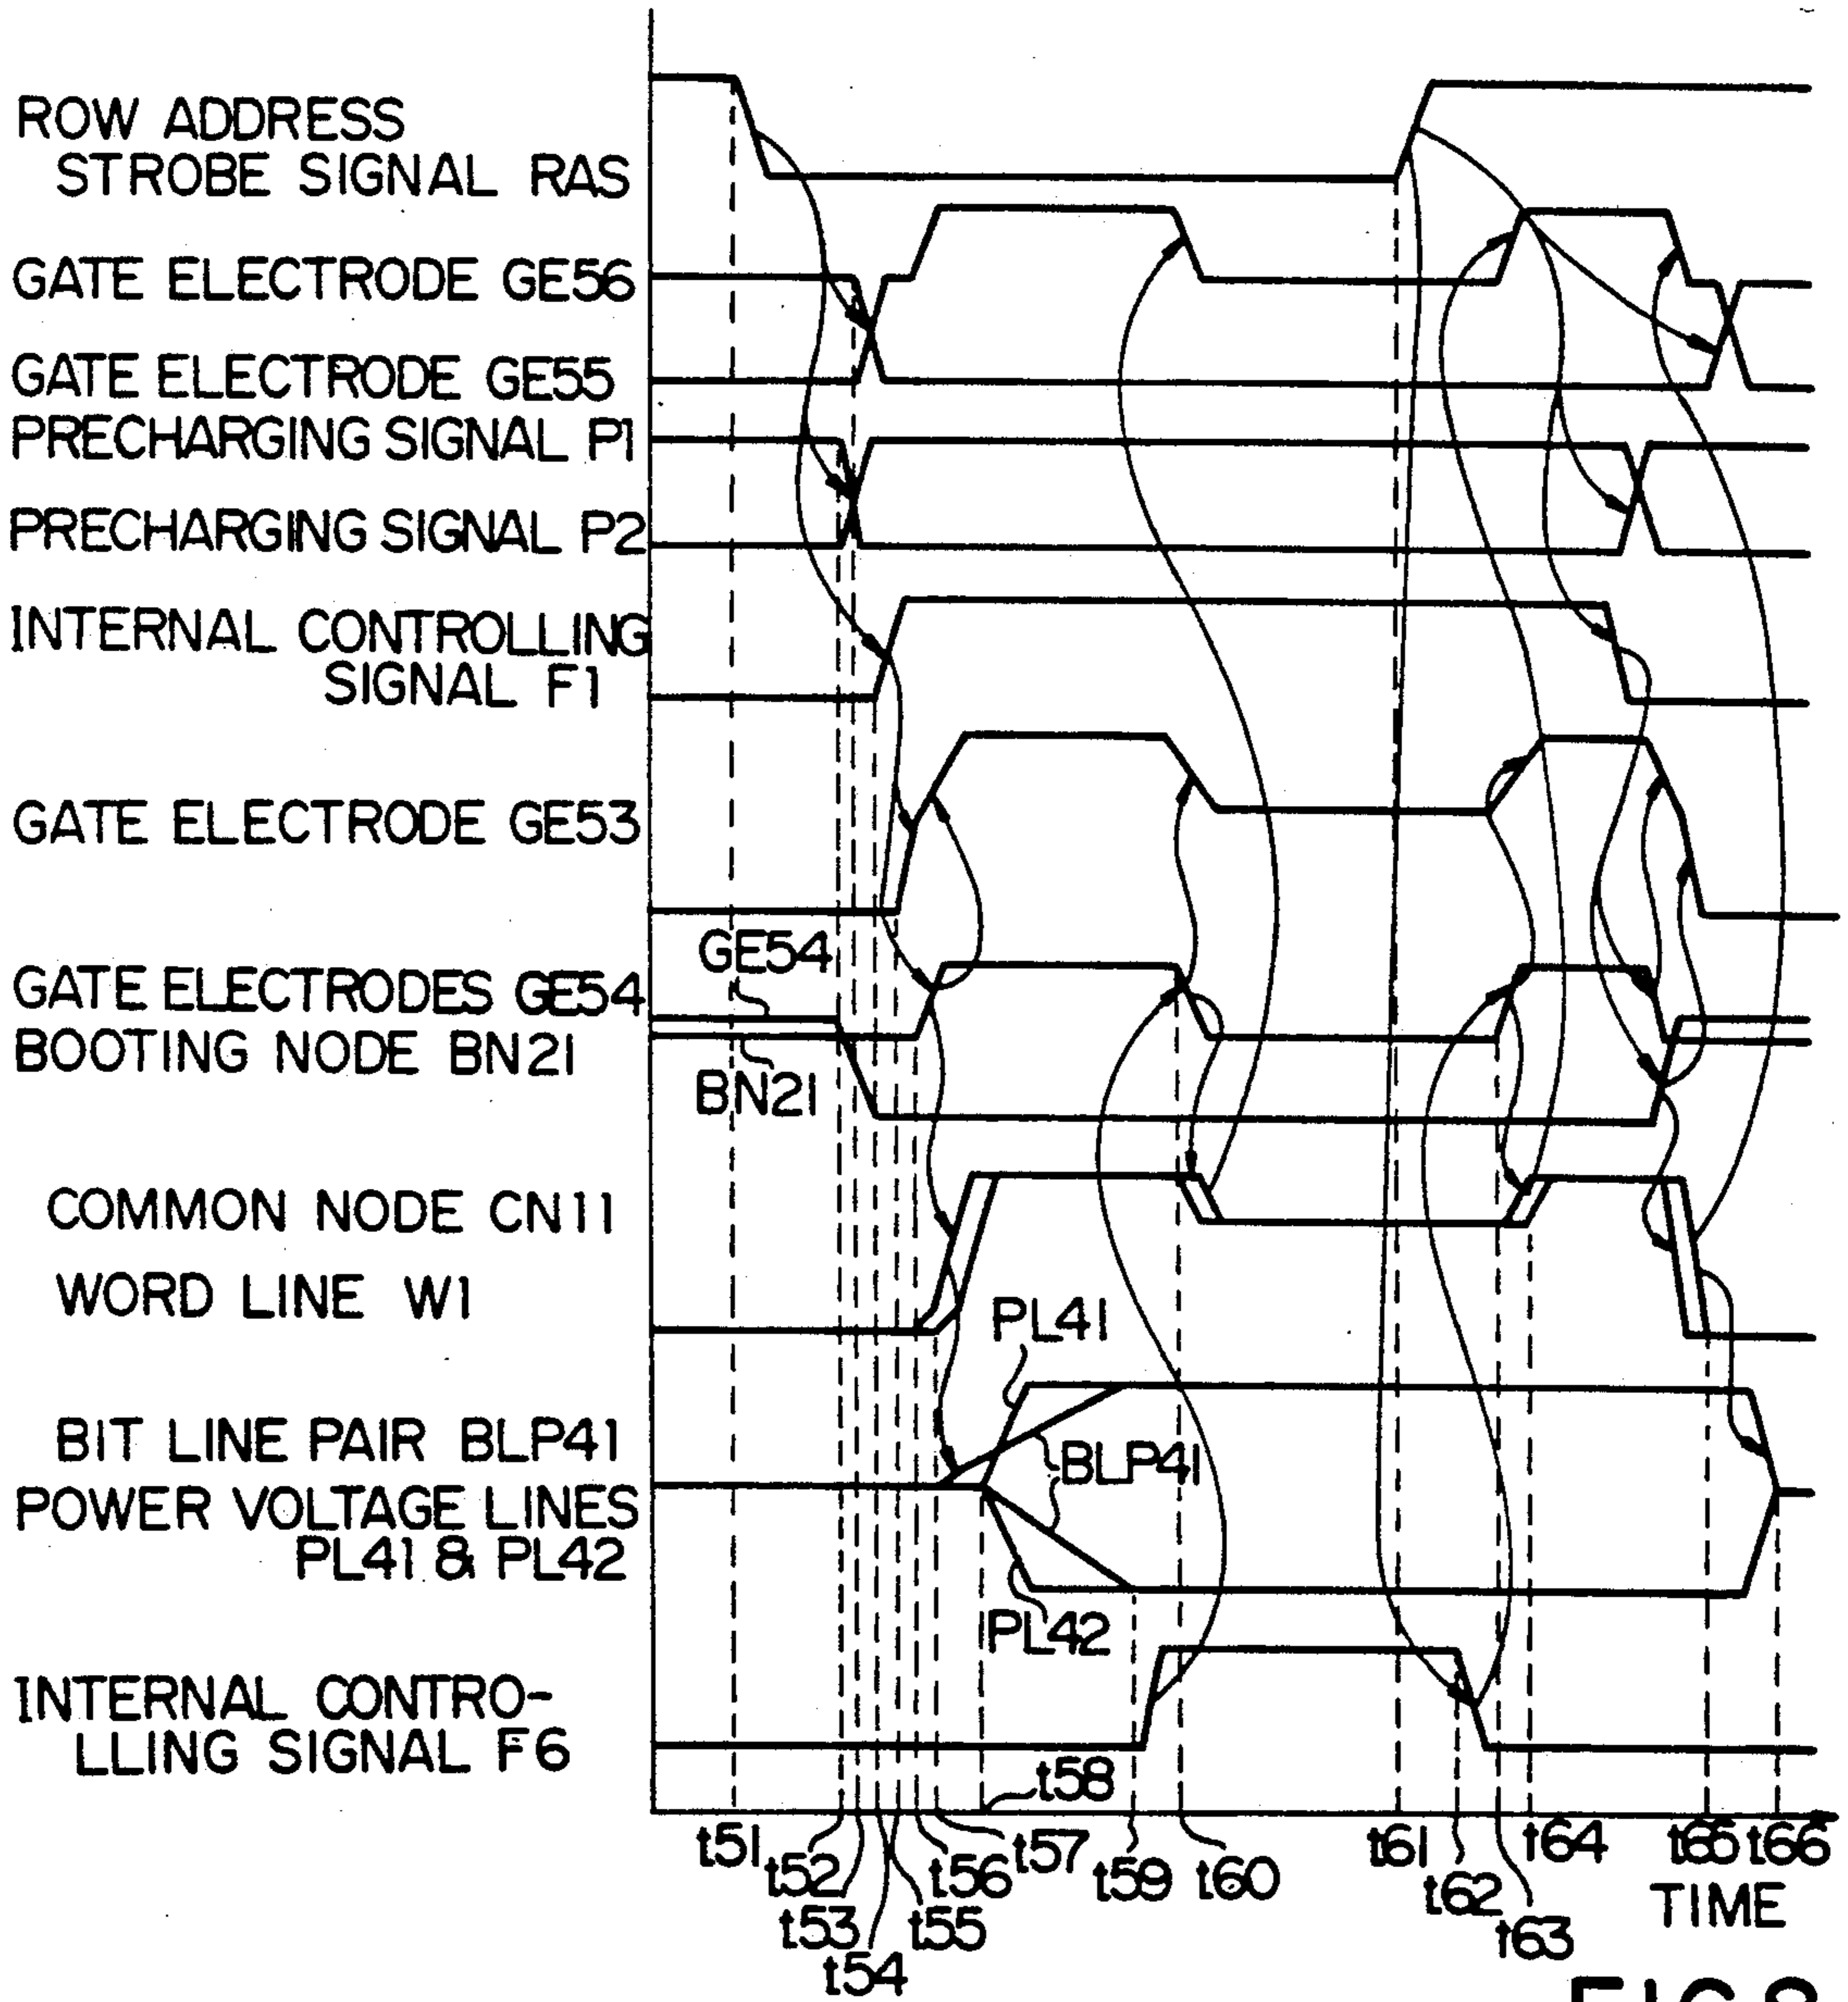 ROW ADDRESS
STROBE SIGNAL RAS
GATE ELECTRODE GE56
GATE ELECTRODE GE55
PRECHARGING SIGNAL P1
PRECHARGING SIGNAL P2
INTERNAL CONTROLLING
SIGNAL F1
GATE ELECTRODE GE53
GE54
GATE ELECTRODES GE54
BOOTING NODE BN21
BN21
COMMON NODE CN11
WORD LINE W1
PL41
BIT LINE PAIR BLP41
BLP41
POWER VOLTAGE LINES
PL41 & PL42
PL42
INTERNAL CONTRO-
LLING SIGNAL F6
t58
t51 t52 t56 t57 t59 t60 t61 t64 t65 t66
t53 t55 t62 TIME
t54 t63
FIG.8